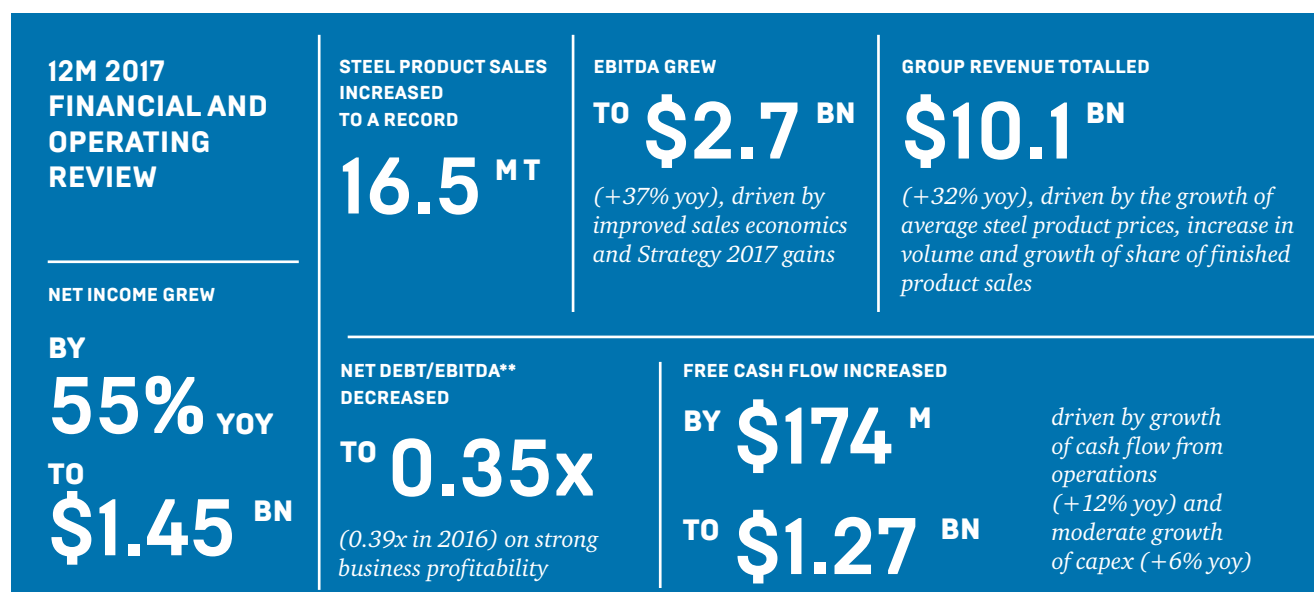 12M 2017
FINANCIAL AND
OPERATING
REVIEW
NET INCOME GREW
BY
55% YOY
TO
$1.45 BN
STEEL PRODUCT SALES
INCREASED
TO A RECORD
16.5 MT
EBITDA GREW
TO $2.7 BN
(+37% yoy), driven by
improved sales economics
and Strategy 2017 gains
GROUP REVENUE TOTALLED
$10.1 BN
(+32% yoy), driven by the growth of
average steel product prices, increase in
volume and growth of share of finished
product sales
NET DEBT/EBITDA**
DECREASED
TO 0.35x
(0.39x in 2016) on strong
business profitability
FREE CASH FLOW INCREASED
BY $174 M
TO $1.27 BN
driven by growth
of cash flow from
operations
(+12% yoy) and
moderate growth
of capex (+6% yoy)